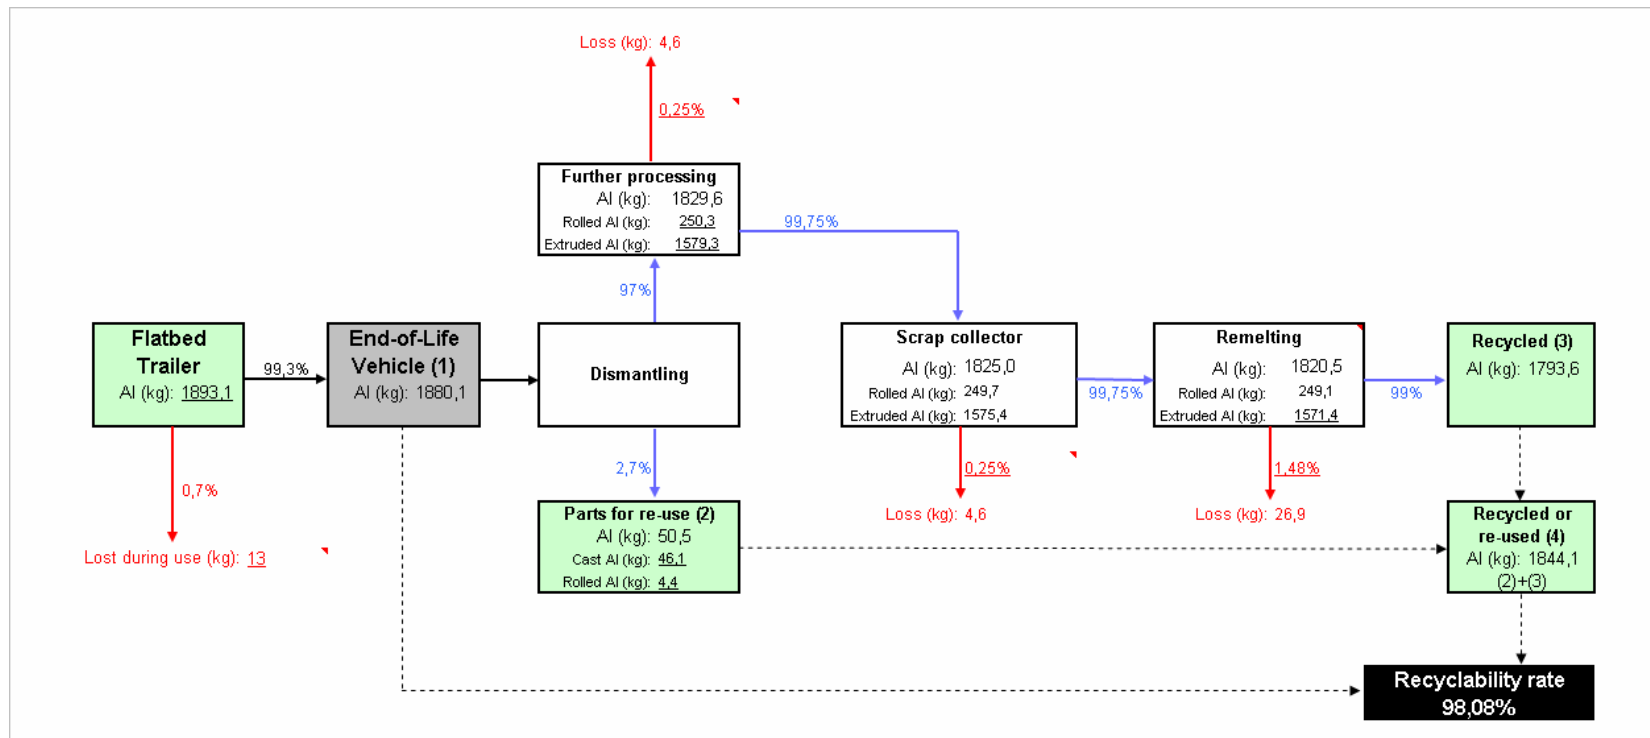 Loss (kg): 4,6
0,25%
Further processing
Al (kg): 1829,6
Rolled Al (kg): 250,3
Extruded Al (kg): 1579,3
99,75%
97%
Flatbed
Trailer
Al (kg): 1893,1
99,3%
End-of-Life
Vehicle (1)
Al (kg): 1880,1
Dismantling
Scrap collector
Al (kg): 1825,0
Rolled Al (kg): 249,7
Extruded Al (kg): 1575,4
99,75%
Remelting
Al (kg): 1820,5
Rolled Al (kg): 249,1
Extruded Al (kg): 1571,4
99%
Recycled (3)
Al (kg): 1793,6
0,7%
Lost during use (kg): 13
2,7%
Parts for re-use (2)
Al (kg): 50,5
Cast Al (kg): 46,1
Rolled Al (kg): 4,4
0,25%
Loss (kg): 4,6
1,48%
Loss (kg): 26,9
Recycled or
re-used (4)
Al (kg): 1844,1
(2)+(3)
Recyclability rate
98,08%